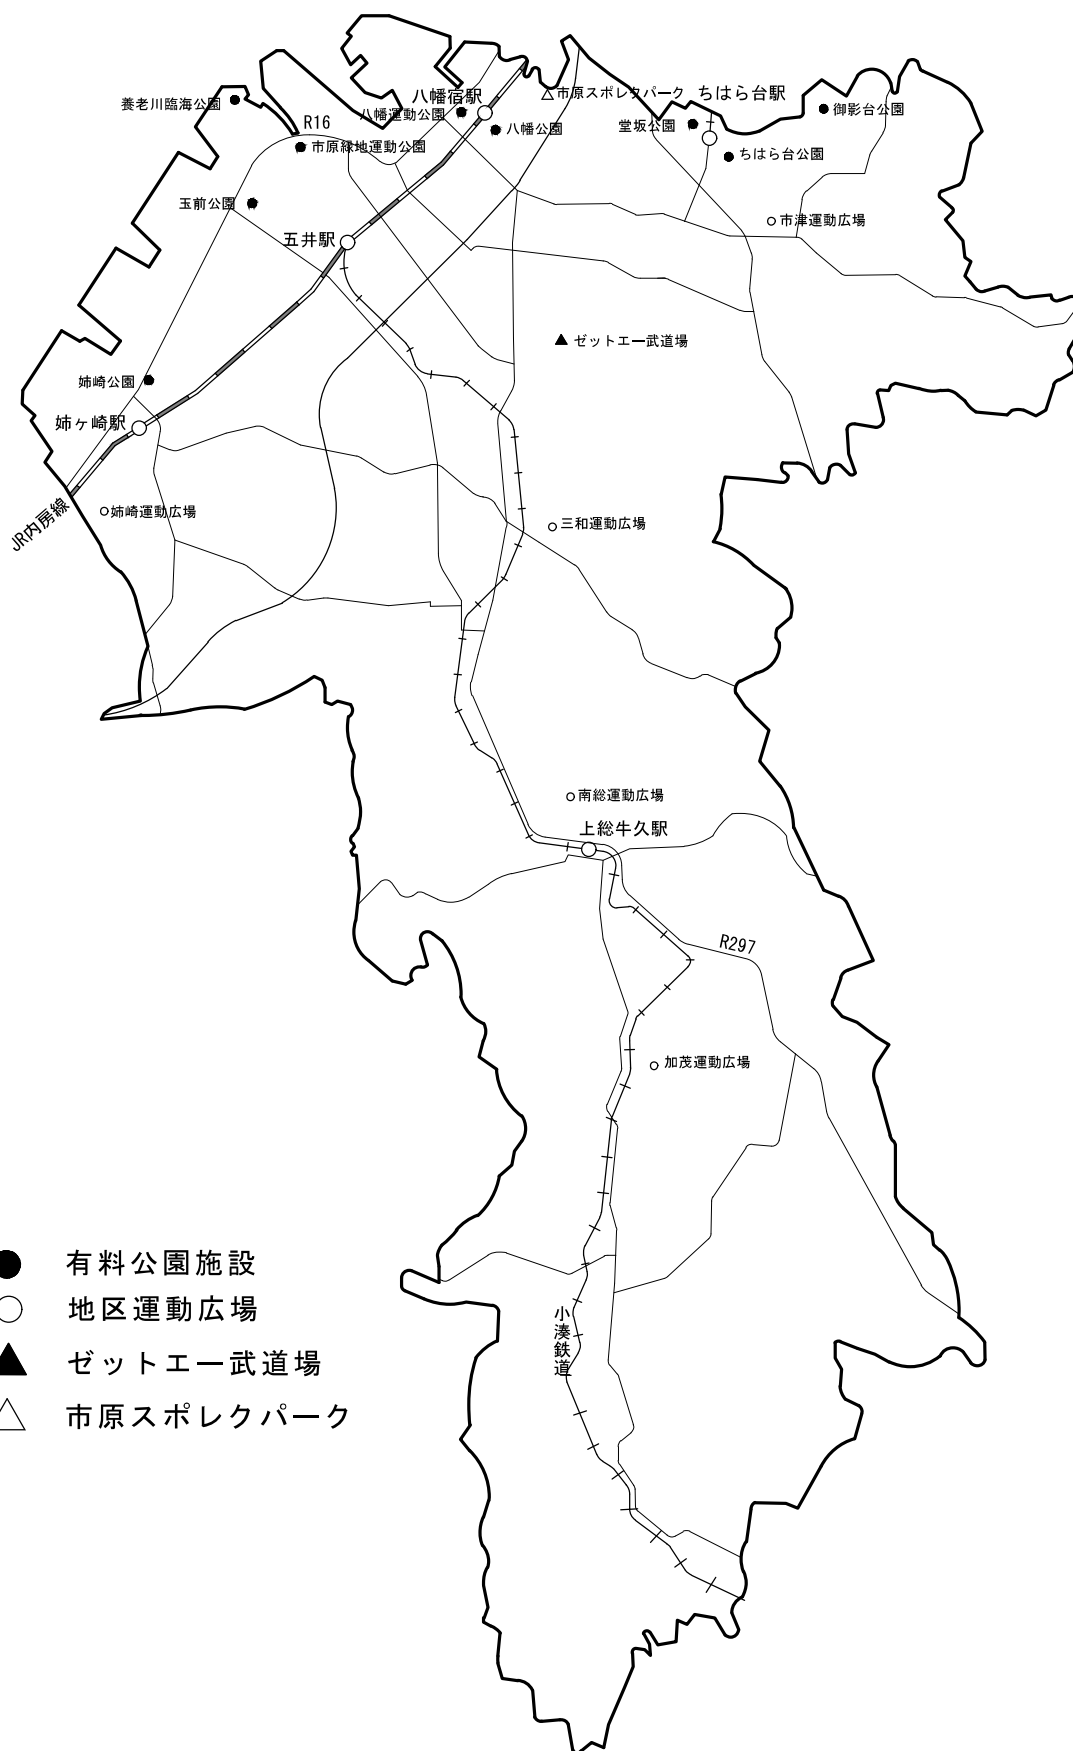 八幡宿駅
市原スポレクパーク
ちはら台駅
養老川臨海公園
八幡運動公園
御影台公園
R16
八幡公園
堂坂公園
市原緑地運動公園
ちはら台公園
玉前公園
市津運動広場
五井駅
ゼットエー武道場
姉崎公園
姉ヶ崎駅
JR内房線
姉崎運動広場
三和運動広場
南総運動広場
上総牛久駅
R297
加茂運動広場
有料公園施設
地区運動広場
小湊鉄道
ゼットエー武道場
市原スポレクパーク